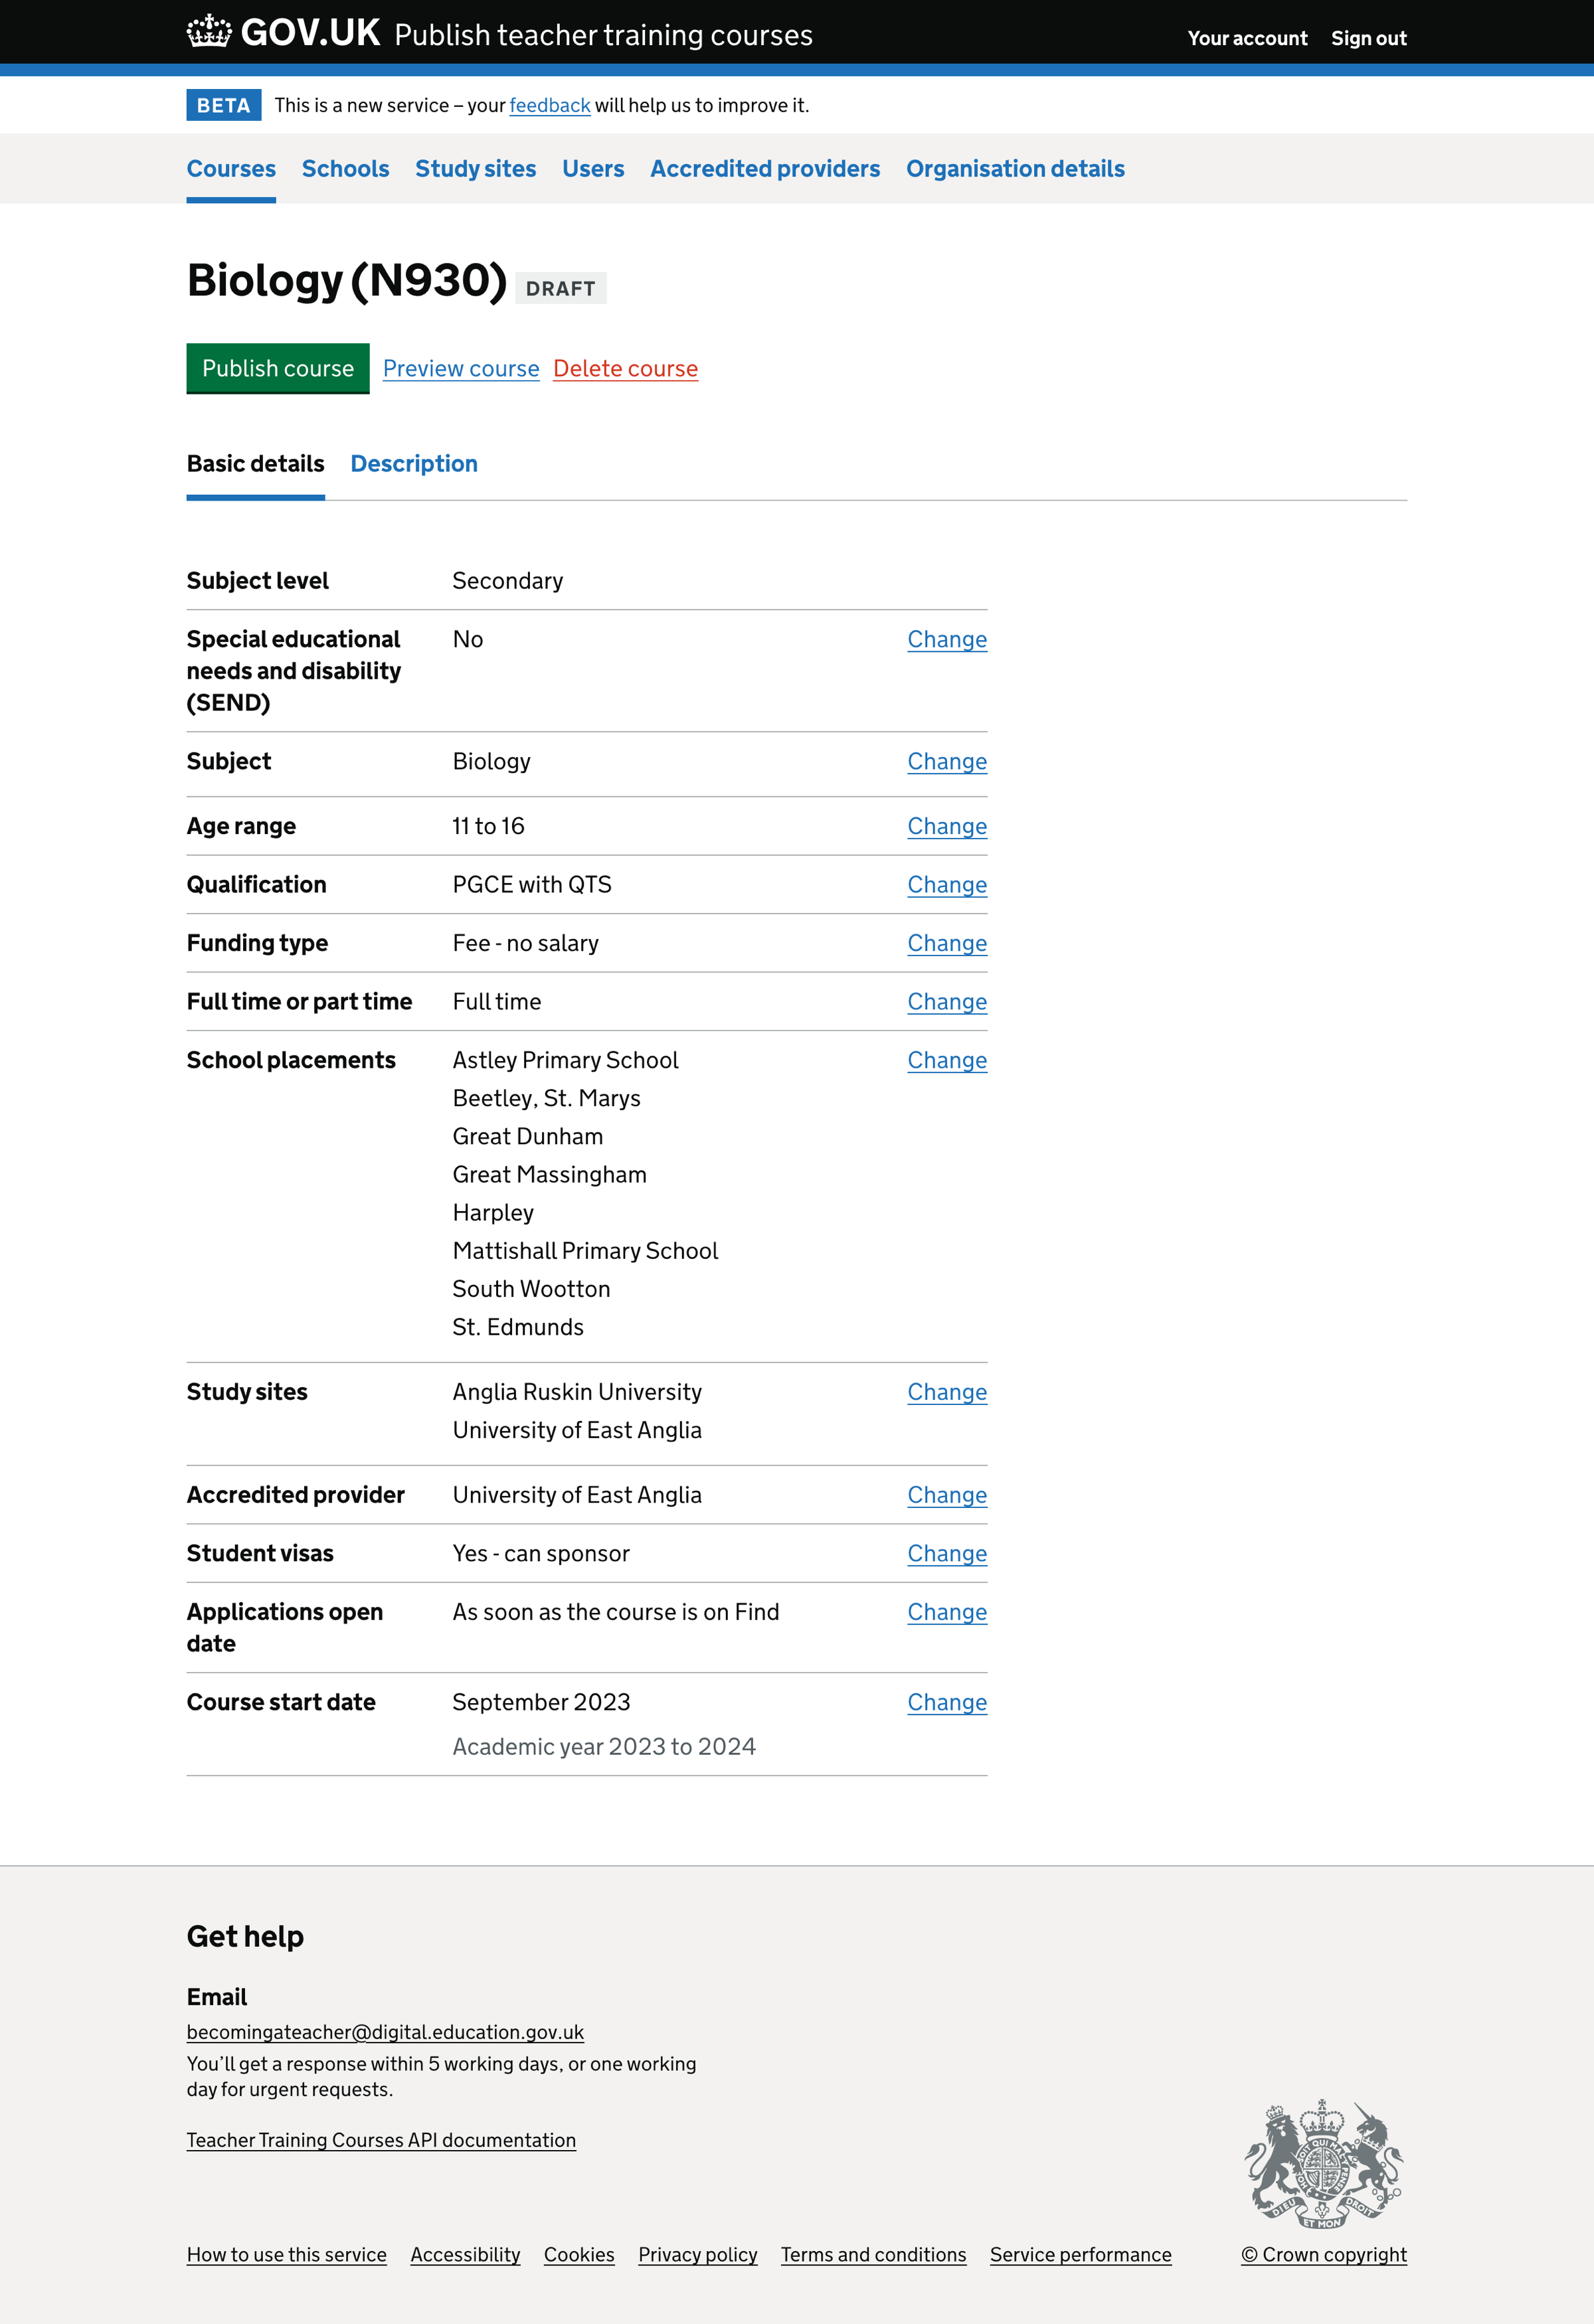 GOV.UK Publish teacher training courses
Your account Sign out
BETA This is a new service – your feedback will help us to improve it.
Courses Schools Study sites Users Accredited providers Organisation details
Biology (N930) DRAFT
Publish course Preview course Delete course
Basic details Description
Subject level Secondary
Special educational No Change
needs and disability
(SEND)
Subject Biology Change
Age range 11 to 16 Change
Qualification PGCE with QTS Change
Funding type Fee - no salary Change
Full time or part time Full time Change
School placements Astley Primary School Change
Beetley, St. Marys
Great Dunham
Great Massingham
Harpley
Mattishall Primary School
South Wootton
St. Edmunds
Study sites Anglia Ruskin University Change
University of East Anglia
Accredited provider University of East Anglia Change
Student visas Yes - can sponsor Change
Applications open As soon as the course is on Find Change
date
Course start date September 2023 Change
Academic year 2023 to 2024
Get help
Email
becomingateacher@digital.education.gov.uk
You’ll get a response within 5 working days, or one working
day for urgent requests.
Teacher Training Courses API documentation
DIEU ET MON DROIT
How to use this service Accessibility Cookies Privacy policy Terms and conditions Service performance © Crown copyright